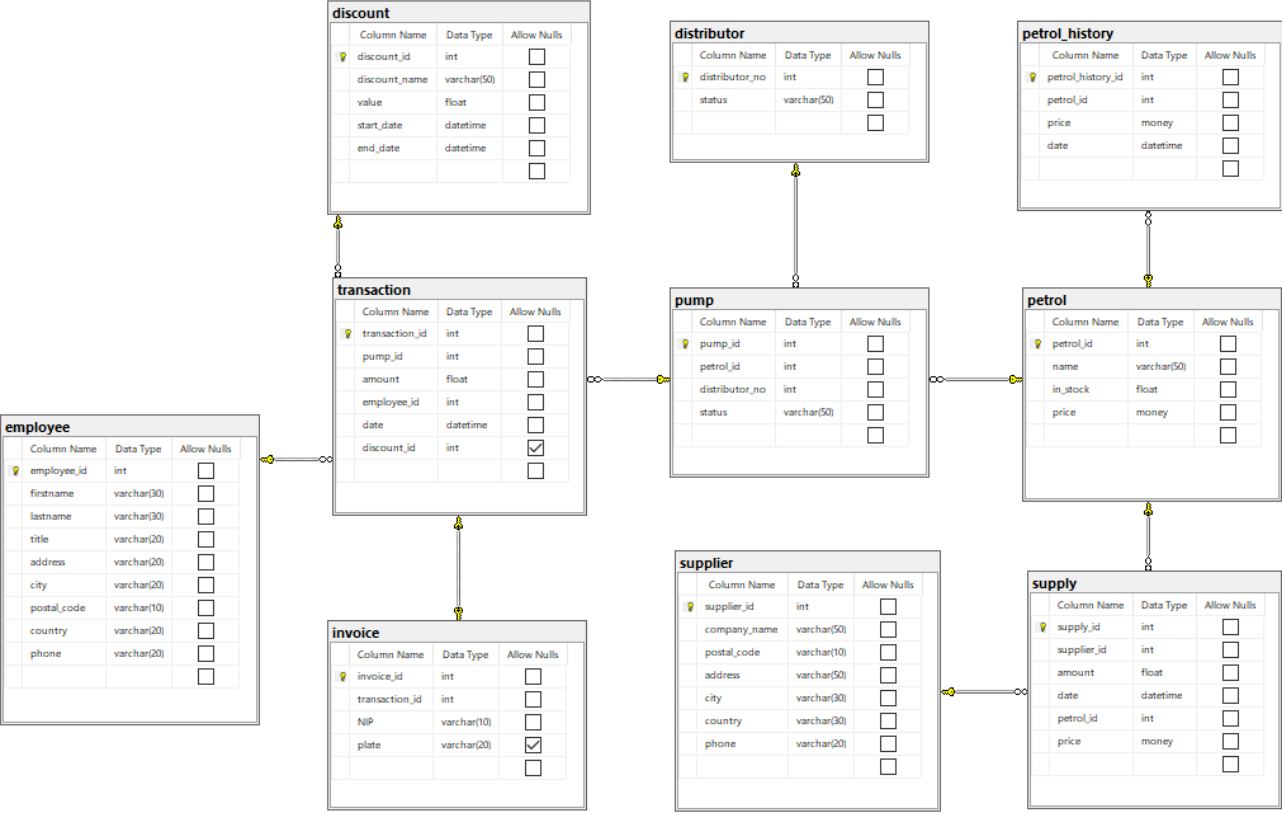 discount
Column Name Data Type Allow Nulls
discount_id int
discount_name varchar(50)
value float
start_date datetime
end_date datetime
distributor
Column Name Data Type Allow Nulls
distributor_no int
status varchar(50)
petrol_history
Column Name Data Type Allow Nulls
petrol_history_id int
petrol_id int
price money
date datetime
transaction
Column Name Data Type Allow Nulls
transaction_id int
pump_id int
amount float
employee_id int
date datetime
discount_id int
pump
Column Name Data Type Allow Nulls
pump_id int
petrol_id int
distributor_no int
status varchar(50)
petrol
Column Name Data Type Allow Nulls
petrol_id int
name varchar(50)
in_stock float
price money
employee
Column Name Data Type Allow Nulls
employee_id int
firstname varchar(30)
lastname varchar(30)
title varchar(20)
address varchar(20)
city varchar(20)
postal_code varchar(10)
country varchar(20)
phone varchar(20)
invoice
Column Name Data Type Allow Nulls
invoice_id int
transaction_id int
NIP varchar(10)
plate varchar(20)
supplier
Column Name Data Type Allow Nulls
supplier_id int
company_name varchar(50)
postal_code varchar(10)
address varchar(50)
city varchar(30)
country varchar(30)
phone varchar(20)
supply
Column Name Data Type Allow Nulls
supply_id int
supplier_id int
amount float
date datetime
petrol_id int
price money